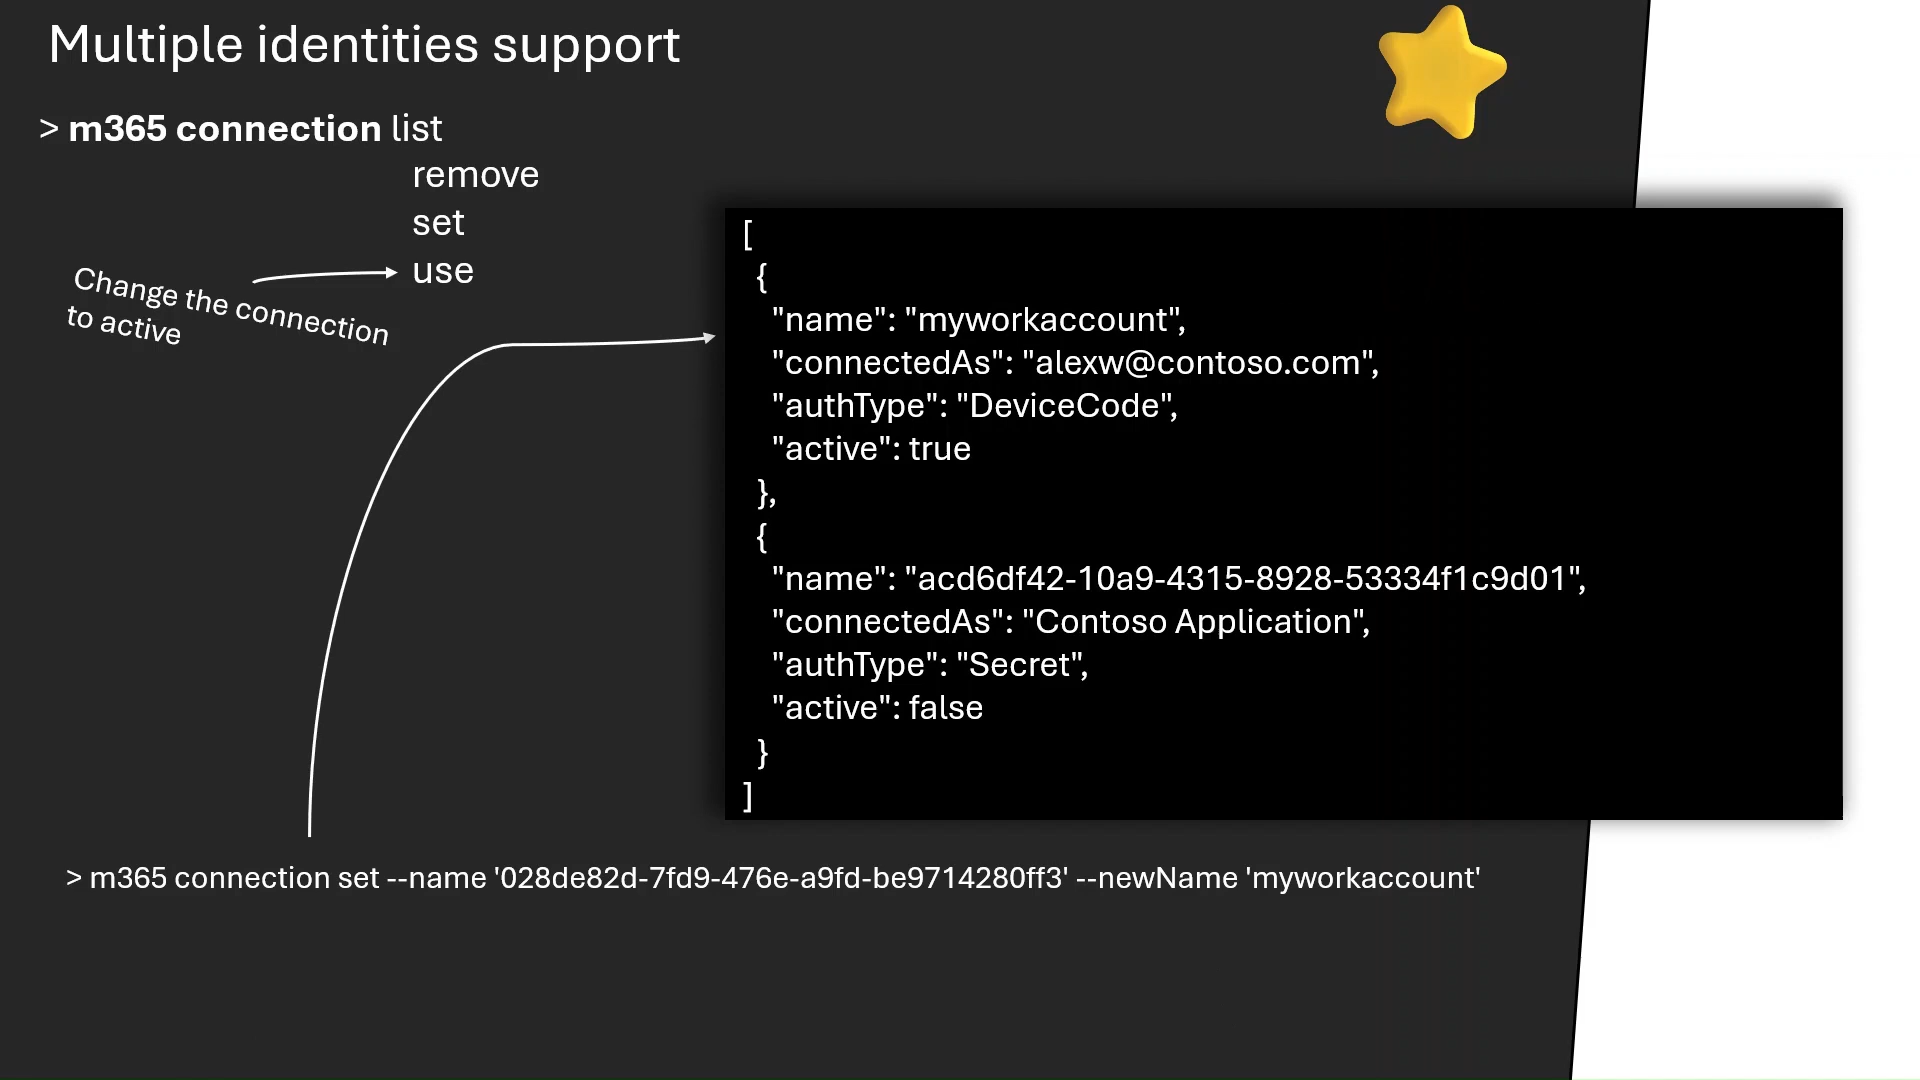 Multiple identities support
> m365 connection list
remove
set
use
Change the connection
to active
[
{
"name": "myworkaccount",
"connectedAs": "alexw@contoso.com",
"authType": "DeviceCode",
"active": true
},
{
"name": "acd6df42-10a9-4315-8928-53334f1c9d01",
"connectedAs": "Contoso Application",
"authType": "Secret",
"active": false
}
]
> m365 connection set --name '028de82d-7fd9-476e-a9fd-be9714280ff3' --newName 'myworkaccount'